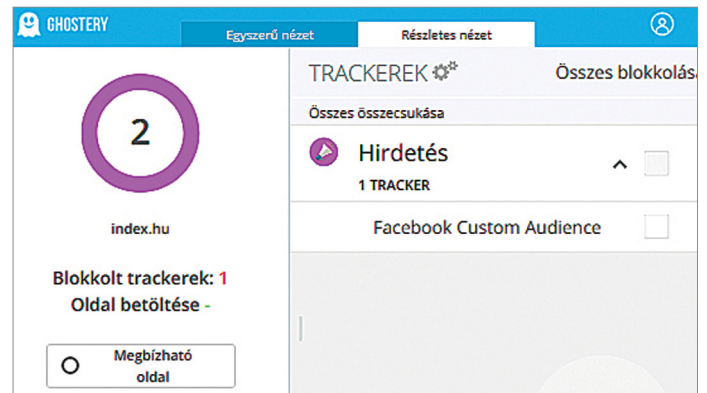 GHOSTERY
Egyszerű nézet
Részletes nézet
2
index.hu
Blokkolt trackerek: 1
Oldal betöltése -
Megbízható
oldal
TRACKEREK
Összes blokkolás
Összes összecsukása
Hirdetés
1 TRACKER
Facebook Custom Audience